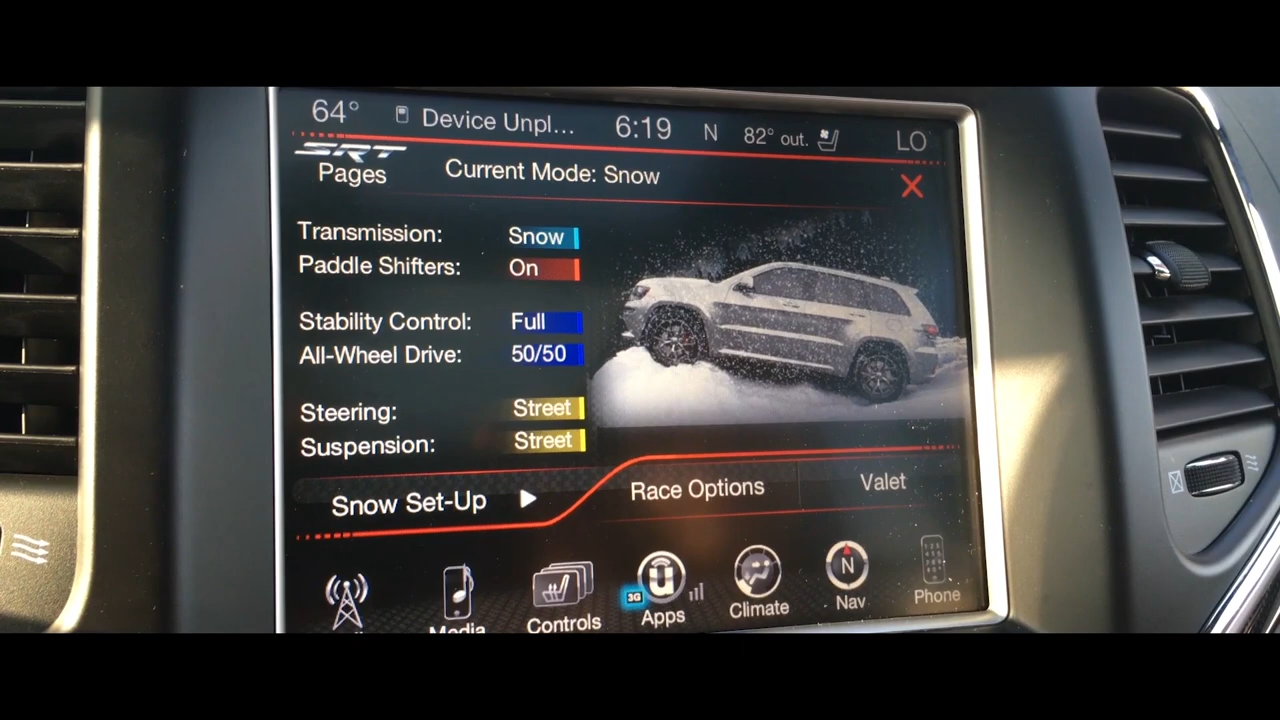 64° Device Unpl... 6:19 N 82° out. LO
SRT
Pages
Current Mode: Snow
Transmission: Snow
Paddle Shifters: On
Stability Control: Full
All-Wheel Drive: 50/50
Steering: Street
Suspension: Street
Snow Set-Up
Race Options
Valet
Media
Controls
3G
Apps
Climate
N
Nav
Phone